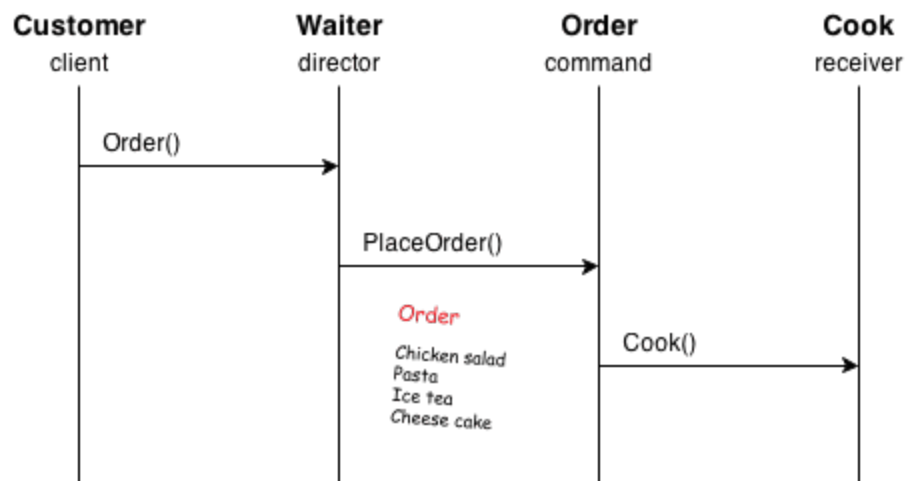 Customer Waiter Order Cook
client director command receiver
Order()
PlaceOrder()
Order
Cook()
Chicken salad
Pasta
Ice tea
Cheese cake